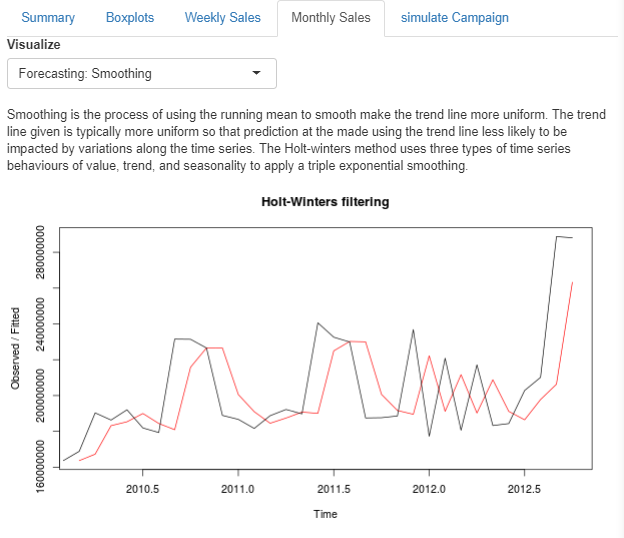 Summary Boxplots Weekly Sales Monthly Sales simulate Campaign
Visualize
Forecasting: Smoothing
Smoothing is the process of using the running mean to smooth make the trend line more uniform. The trend
line given is typically more uniform so that prediction at the made using the trend line less likely to be
impacted by variations along the time series. The Holt-winters method uses three types of time series
behaviours of value, trend, and seasonality to apply a triple exponential smoothing.
Holt-Winters filtering
Observed / Fitted
280000000
240000000
200000000
160000000
2010.5 2011.0 2011.5 2012.0 2012.5
Time